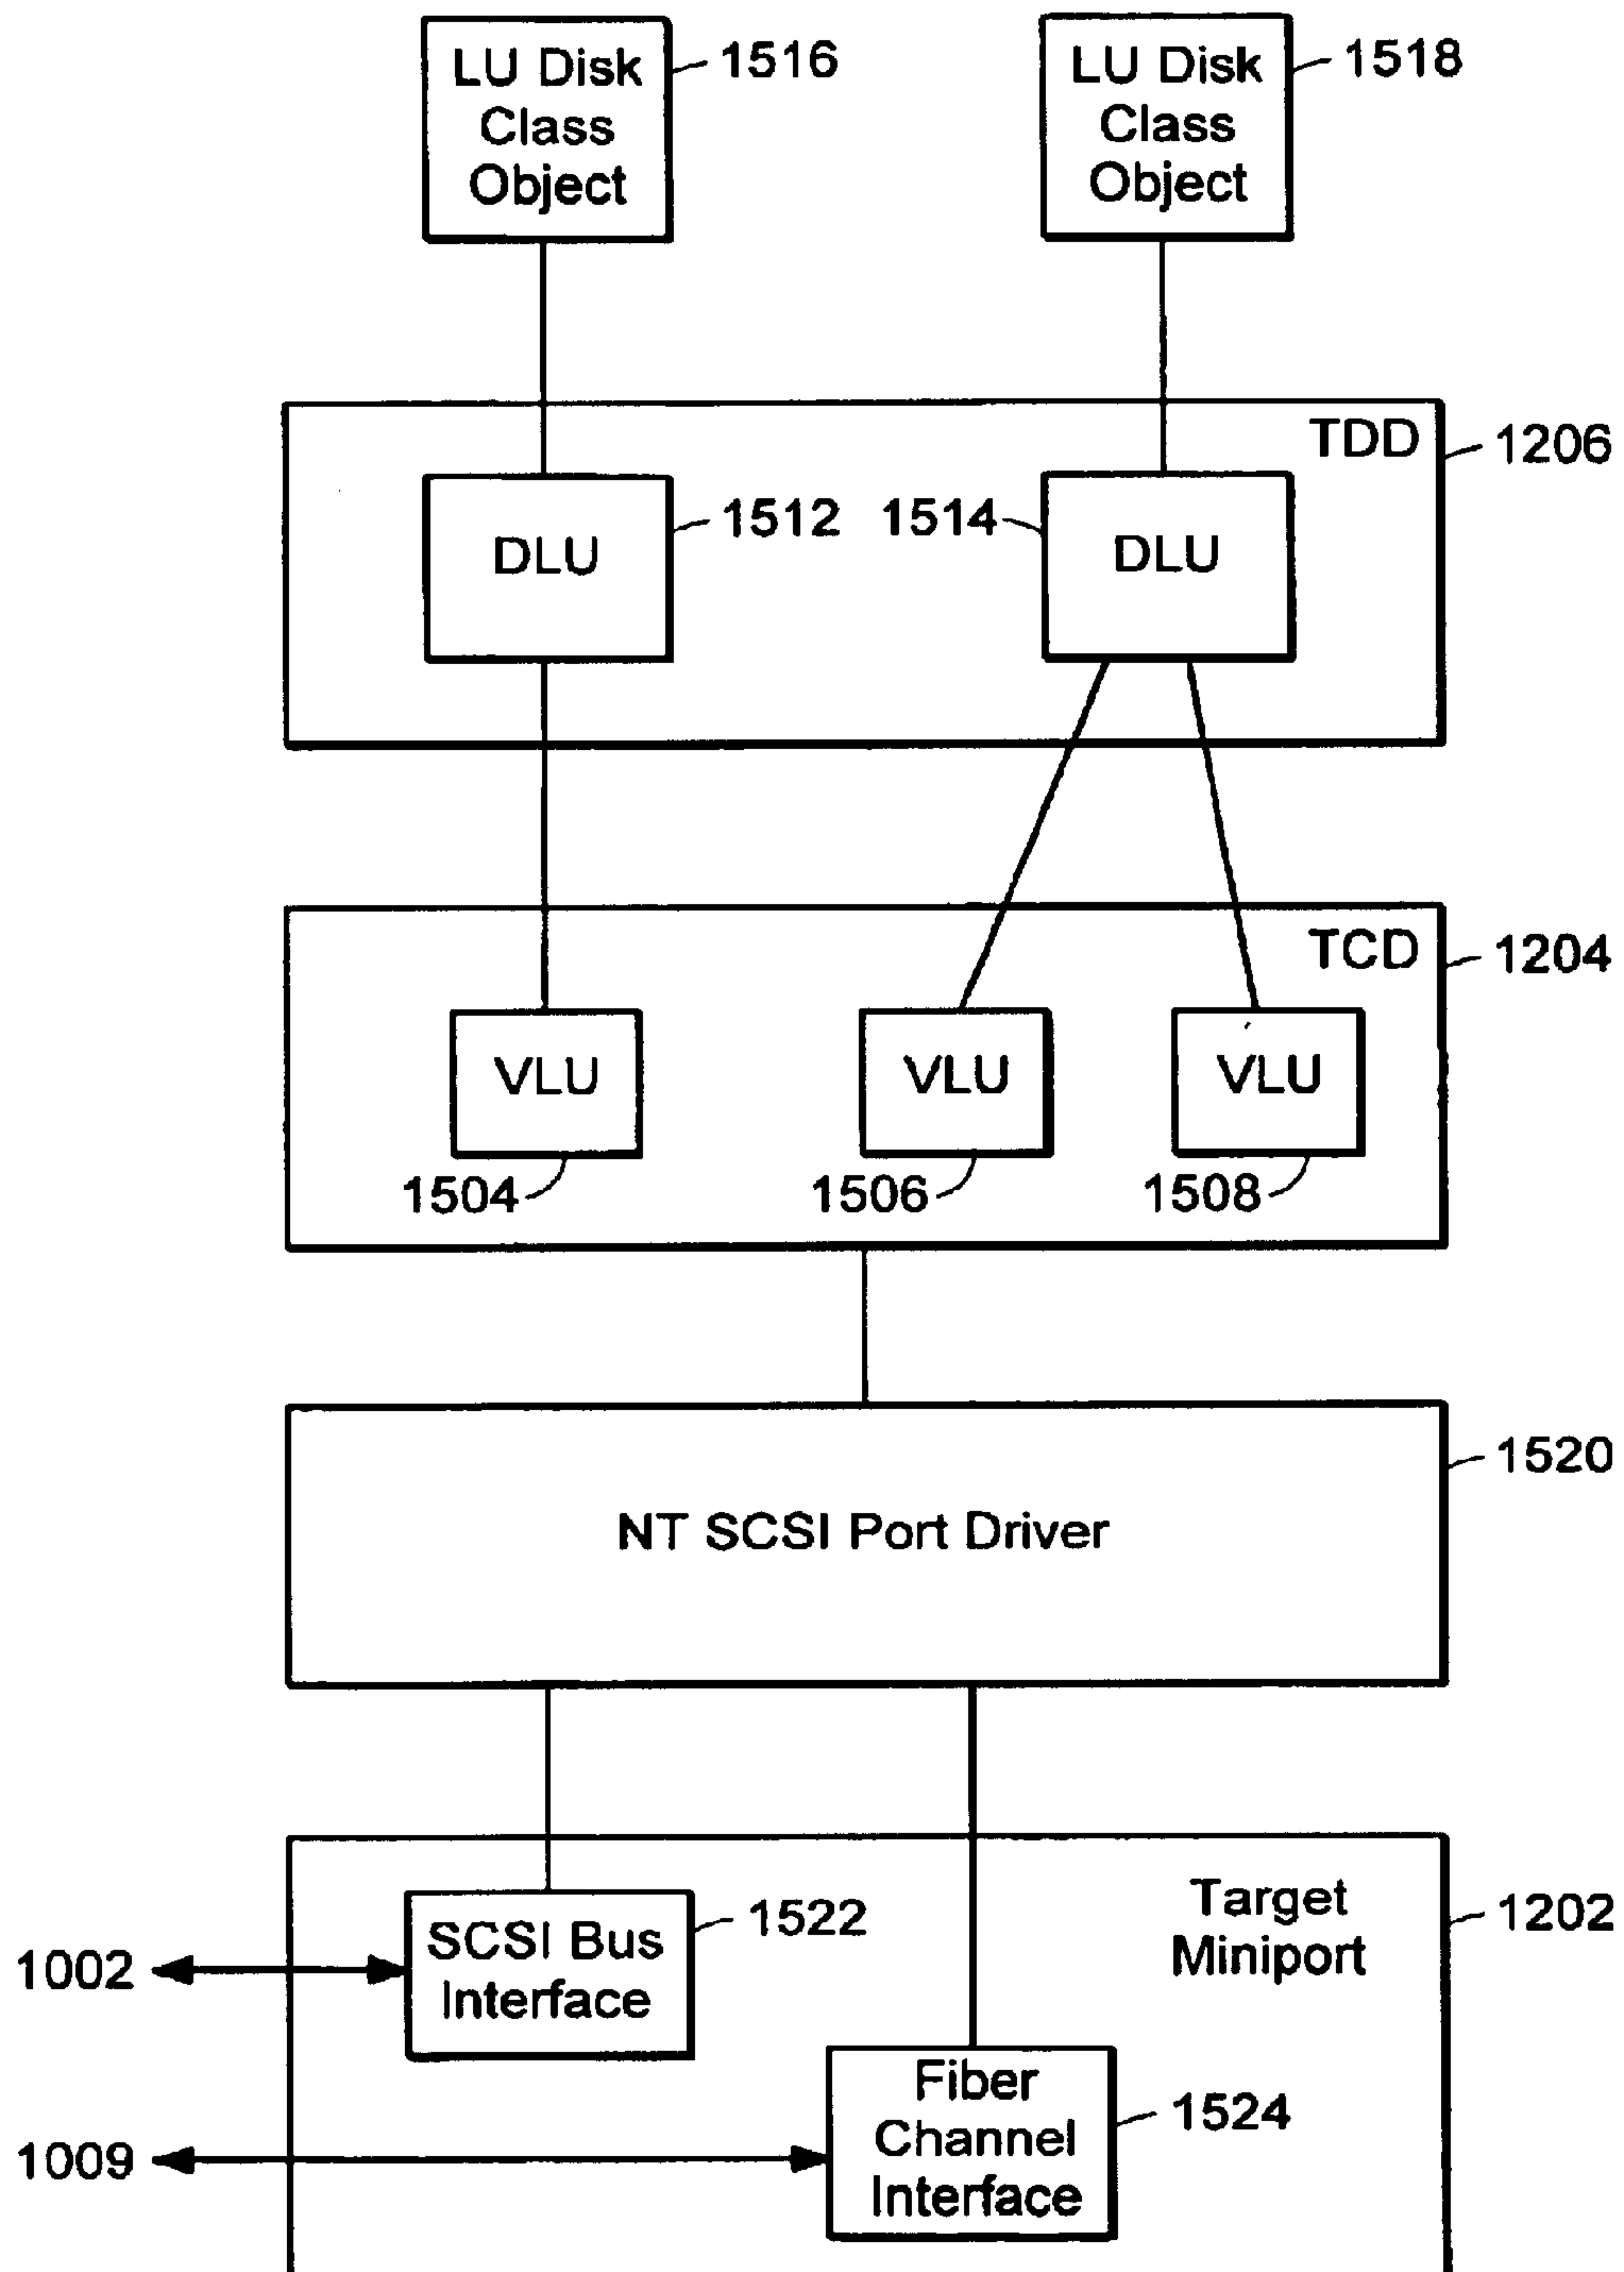 LU Disk
Class
Object
1516
LU Disk
Class
Object
1518
TDD
1206
DLU
1512
1514
DLU
TCD
1204
VLU
VLU
VLU
1504
1506
1508
1520
NT SCSI Port Driver
Target
Miniport
1202
SCSI Bus
Interface
1522
1002
Fiber
Channel
Interface
1524
1009